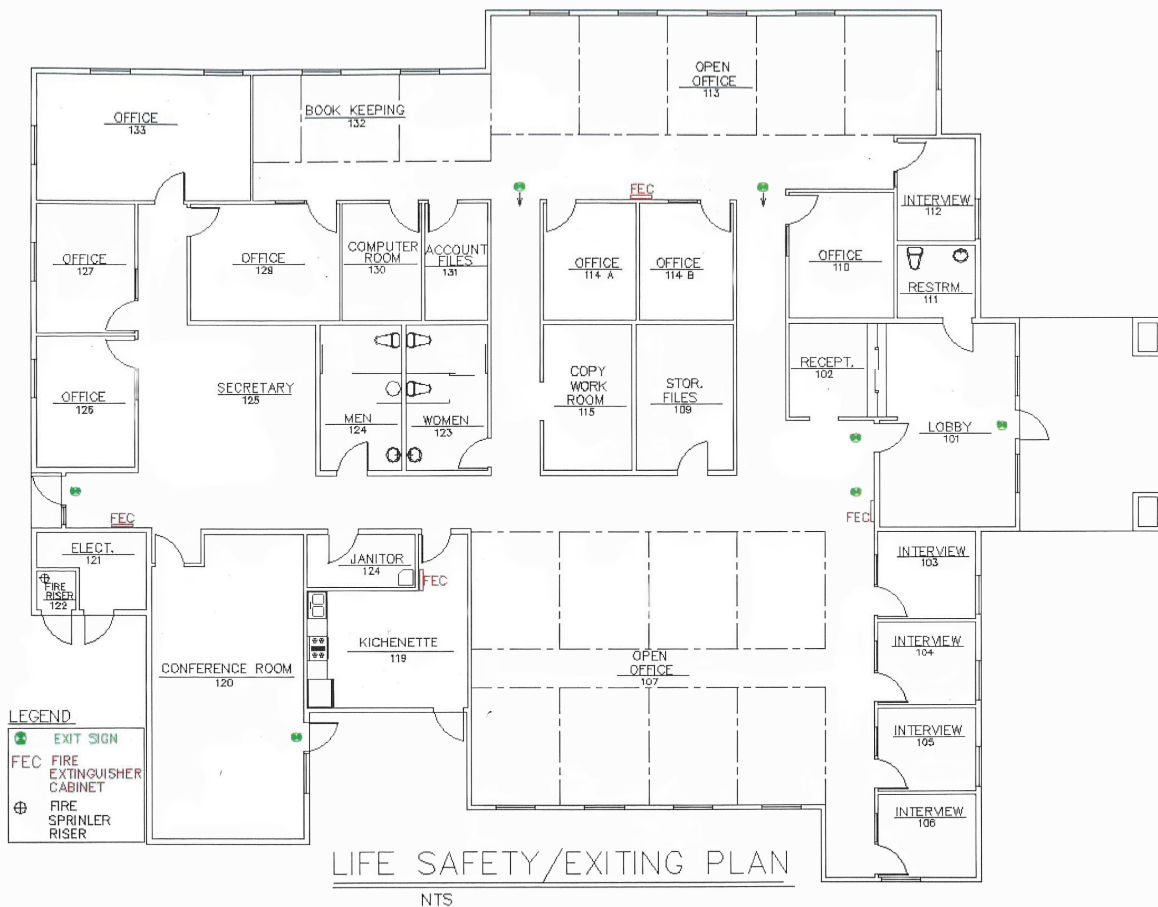 OPEN
OFFICE
113
OFFICE
133
BOOK KEEPING
132
FEC
INTERVIEW
112
OFFICE
127
OFFICE
129
COMPUTER
ROOM
130
ACCOUNT
FILES
131
OFFICE
114 A
OFFICE
114 B
OFFICE
110
RESTRM.
111
RECEPT.
102
OFFICE
126
SECRETARY
125
MEN
124
WOMEN
123
COPY
WORK
ROOM
115
STOR.
FILES
109
LOBBY
101
FEC
FEC
ELECT.
121
FIRE
RISER
122
JANITOR
124
FEC
INTERVIEW
103
KICHENETTE
119
CONFERENCE ROOM
120
OPEN
OFFICE
107
INTERVIEW
104
INTERVIEW
105
INTERVIEW
106
LEGEND
EXIT SIGN
FEC FIRE
EXTINGUISHER
CABINET
FIRE
SPRINLER
RISER
LIFE SAFETY/EXITING PLAN
NTS